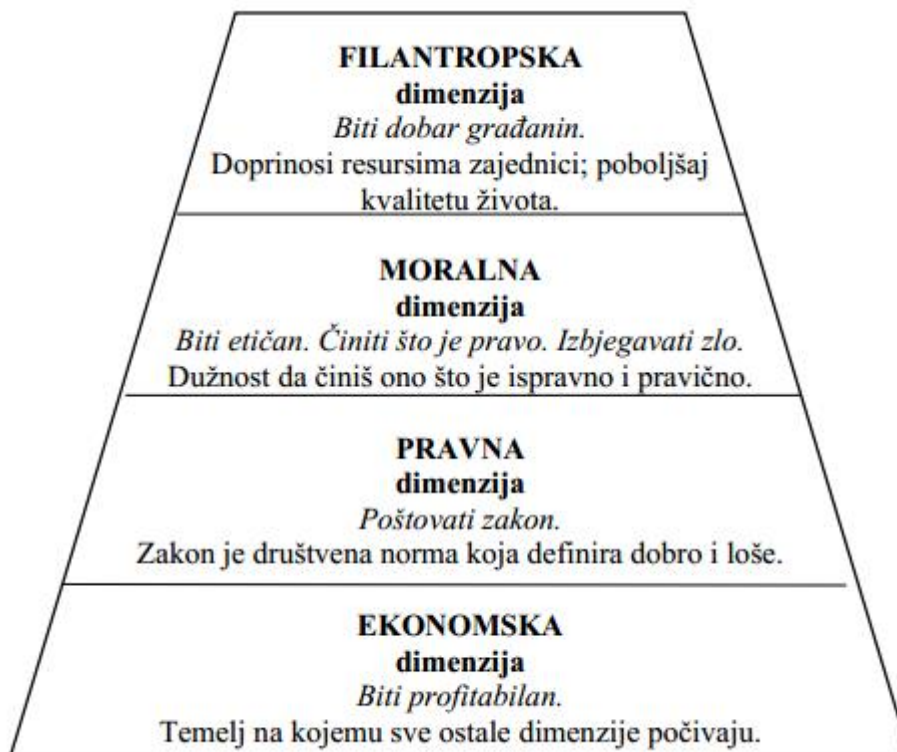 FILANTROPSKA
dimenzija
Biti dobar građanin.
Doprinosi resursima zajednici; poboljšaj
kvalitetu života.
MORALNA
dimenzija
Biti etičan. Činiti što je pravo. Izbjegavati zlo.
Dužnost da činiš ono što je ispravno i pravično.
PRAVNA
dimenzija
Poštovati zakon.
Zakon je društvena norma koja definira dobro i loše.
EKONOMSKA
dimenzija
Biti profitabilan.
Temelj na kojemu sve ostale dimenzije počivaju.